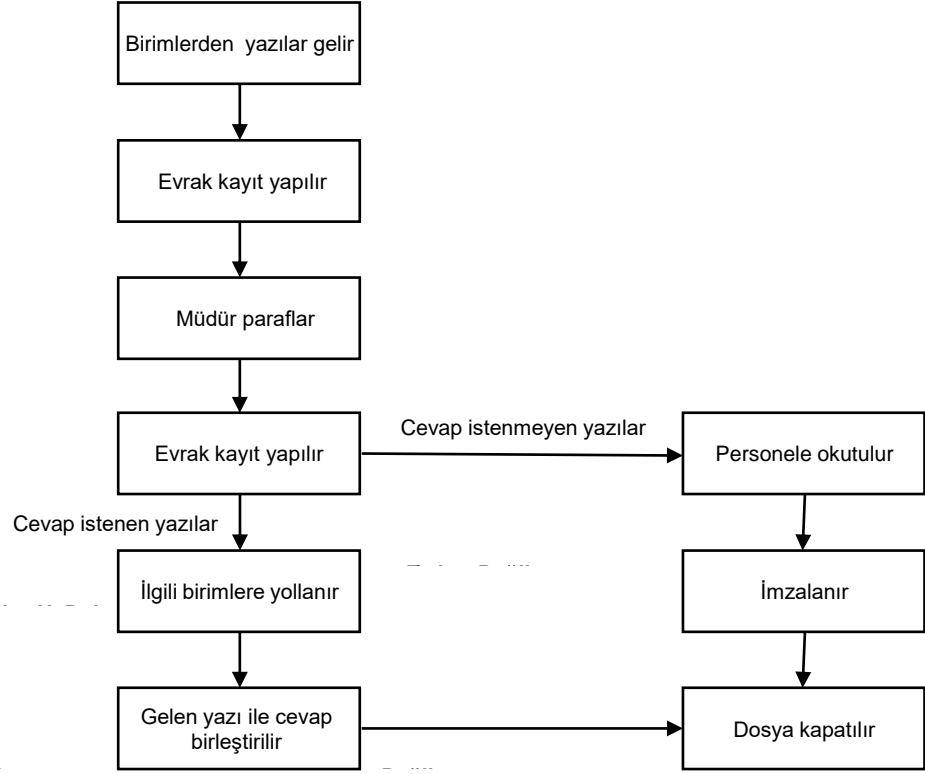 Birimlerden yazılar gelir
Evrak kayıt yapılır
Müdür paraflar
Evrak kayıt yapılır
Cevap istenmeyen yazılar
Personele okutulur
Cevap istenen yazılar
İlgili birimlere yollanır
İmzalanır
Gelen yazı ile cevap
birleştirilir
Dosya kapatılır